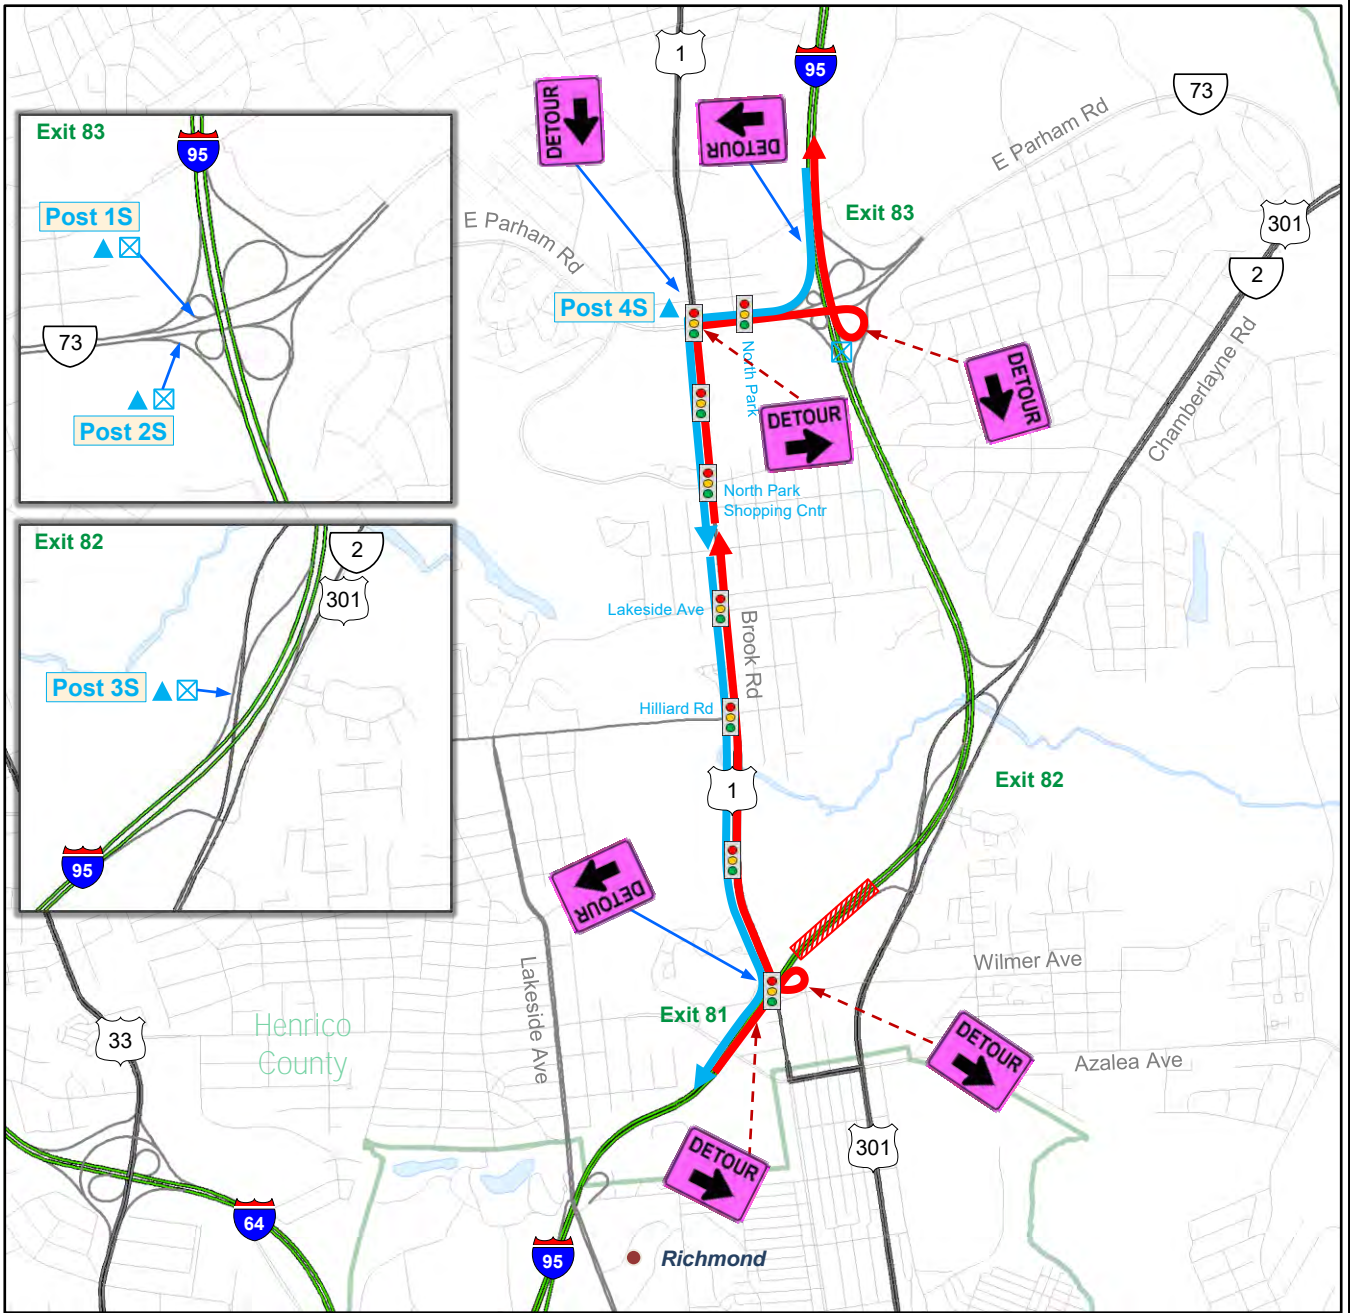 1
95
73
DETOUR
DETOUR
E Parham Rd
Exit 83
95
Post 1S
73
Post 2S
E Parham Rd
Exit 83
301
2
Post 4S
North Park
DETOUR
DETOUR
Chamberlayne Rd
North Park
Shopping Cntr
Exit 82
2
301
Post 3S
95
Lakeside Ave
Brook Rd
Hilliard Rd
1
Exit 82
DETOUR
Wilmer Ave
Lakeside Ave
Exit 81
Henrico
County
33
DETOUR
Azalea Ave
301
DETOUR
64
95
Richmond